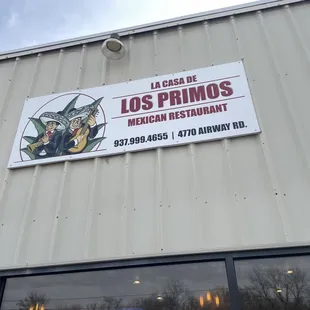 LA CASA DE
LOS PRIMOS
MEXICAN RESTAURANT
937.999.4655 | 4770 AIRWAY RD.